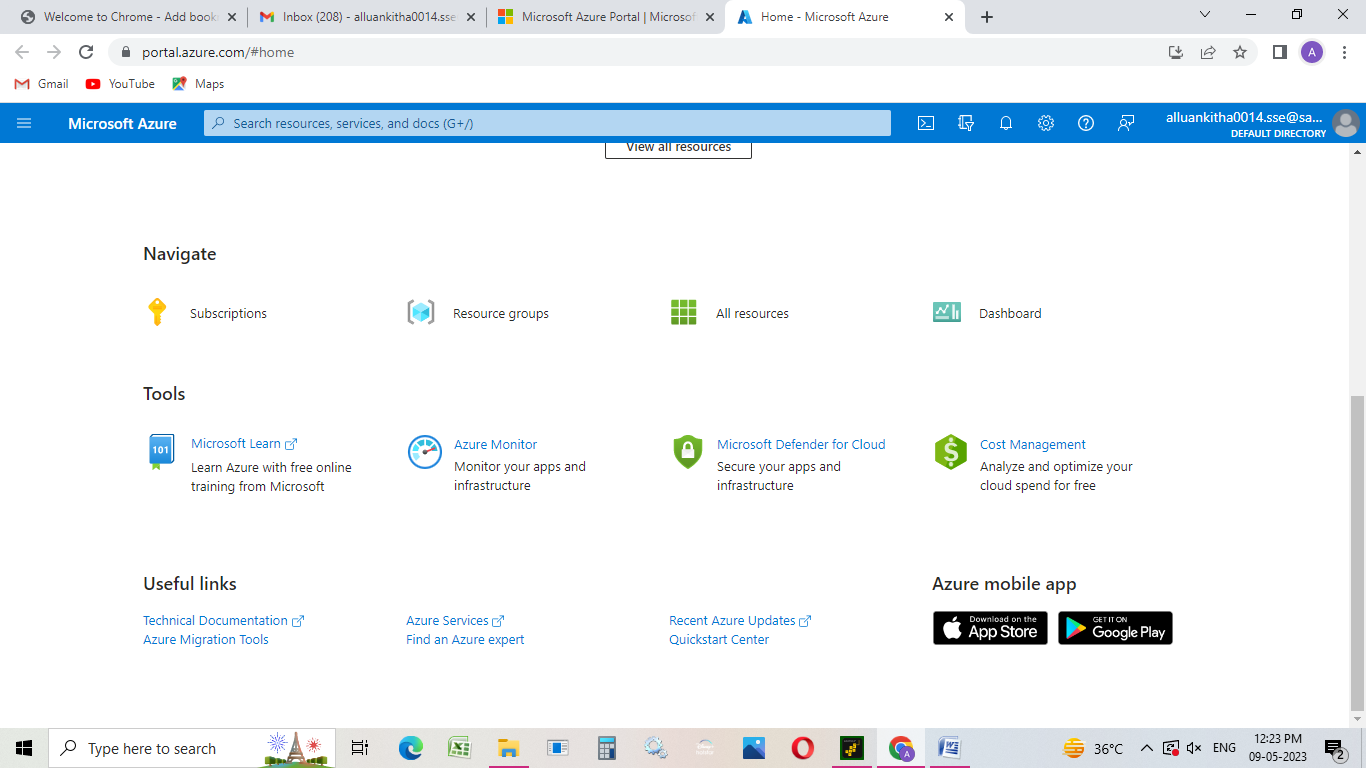 Welcome to Chrome - Add book
Inbox (208) - alluankitha0014.sse
Microsoft Azure Portal | Microsof
Home - Microsoft Azure
portal.azure.com/#home
A
Gmail
YouTube
Maps
Microsoft Azure
Search resources, services, and docs (G+/)
alluankitha0014.sse@sa...
DEFAULT DIRECTORY
View all resources
Navigate
Subscriptions
Resource groups
All resources
Dashboard
Tools
101
Microsoft Learn
Learn Azure with free online
training from Microsoft
Azure Monitor
Monitor your apps and
infrastructure
Microsoft Defender for Cloud
Secure your apps and
infrastructure
$
Cost Management
Analyze and optimize your
cloud spend for free
Useful links
Azure mobile app
Technical Documentation
Azure Services
Recent Azure Updates
Azure Migration Tools
Find an Azure expert
Quickstart Center
Download on the
App Store
GET IT ON
Google Play
Type here to search
A
36°C
ENG
12:23 PM
09-05-2023
2